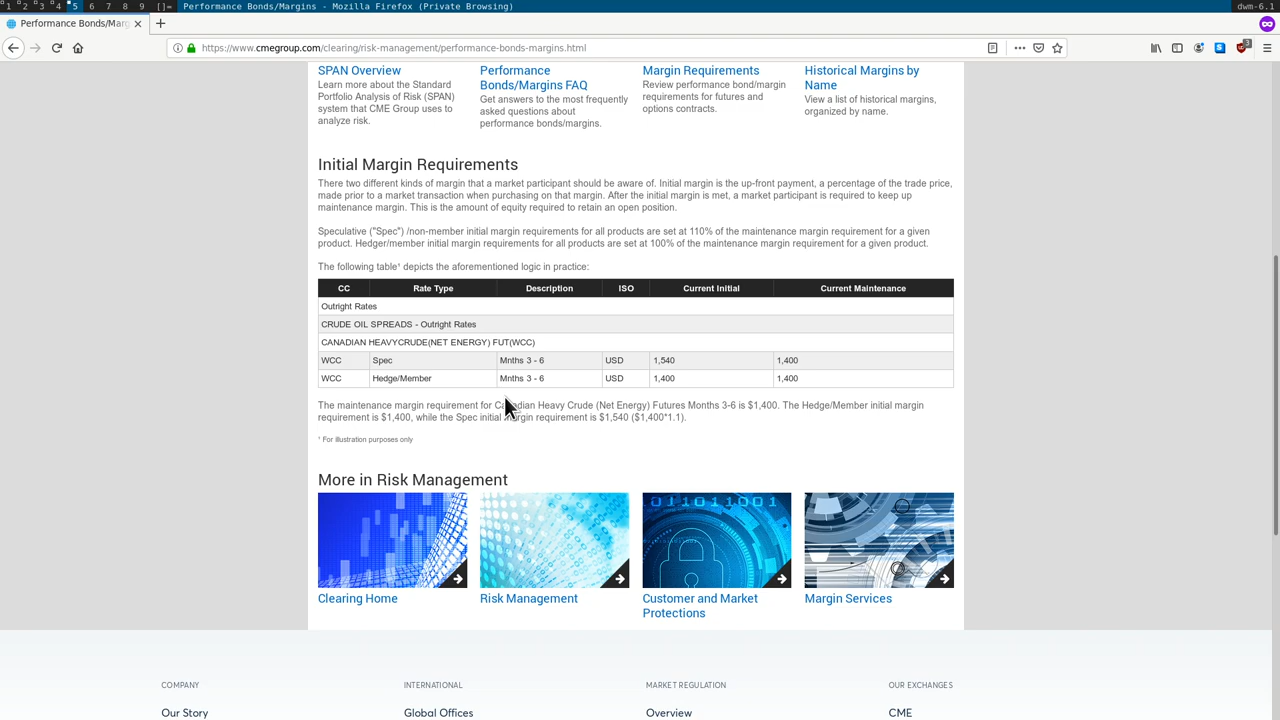 1 2 3 4 5 6 7 8 9 []= Performance Bonds/Margins - Mozilla Firefox (Private Browsing) dwm-6.1
Performance Bonds/Marg
https://www.cmegroup.com/clearing/risk-management/performance-bonds-margins.html
SPAN Overview
Learn more about the Standard
Portfolio Analysis of Risk (SPAN)
system that CME Group uses to
analyze risk.
Performance
Bonds/Margins FAQ
Get answers to the most frequently
asked questions about
performance bonds/margins.
Margin Requirements
Review performance bond/margin
requirements for futures and
options contracts.
Historical Margins by
Name
View a list of historical margins,
organized by name.
Initial Margin Requirements
There two different kinds of margin that a market participant should be aware of. Initial margin is the up-front payment, a percentage of the trade price,
made prior to a market transaction when purchasing on that margin. After the initial margin is met, a market participant is required to keep up
maintenance margin. This is the amount of equity required to retain an open position.
Speculative ("Spec") /non-member initial margin requirements for all products are set at 110% of the maintenance margin requirement for a given
product. Hedger/member initial margin requirements for all products are set at 100% of the maintenance margin requirement for a given product.
The following table¹ depicts the aforementioned logic in practice:
CC Rate Type Description ISO Current Initial Current Maintenance
Outright Rates
CRUDE OIL SPREADS - Outright Rates
CANADIAN HEAVYCRUDE(NET ENERGY) FUT(WCC)
WCC Spec Mnths 3 - 6 USD 1,540 1,400
WCC Hedge/Member Mnths 3 - 6 USD 1,400 1,400
The maintenance margin requirement for Canadian Heavy Crude (Net Energy) Futures Months 3-6 is $1,400. The Hedge/Member initial margin
requirement is $1,400, while the Spec initial margin requirement is $1,540 ($1,400*1.1).
¹ For illustration purposes only
More in Risk Management
01011001
Clearing Home
Risk Management
Customer and Market
Protections
Margin Services
COMPANY INTERNATIONAL MARKET REGULATION OUR EXCHANGES
Our Story Global Offices Overview CME